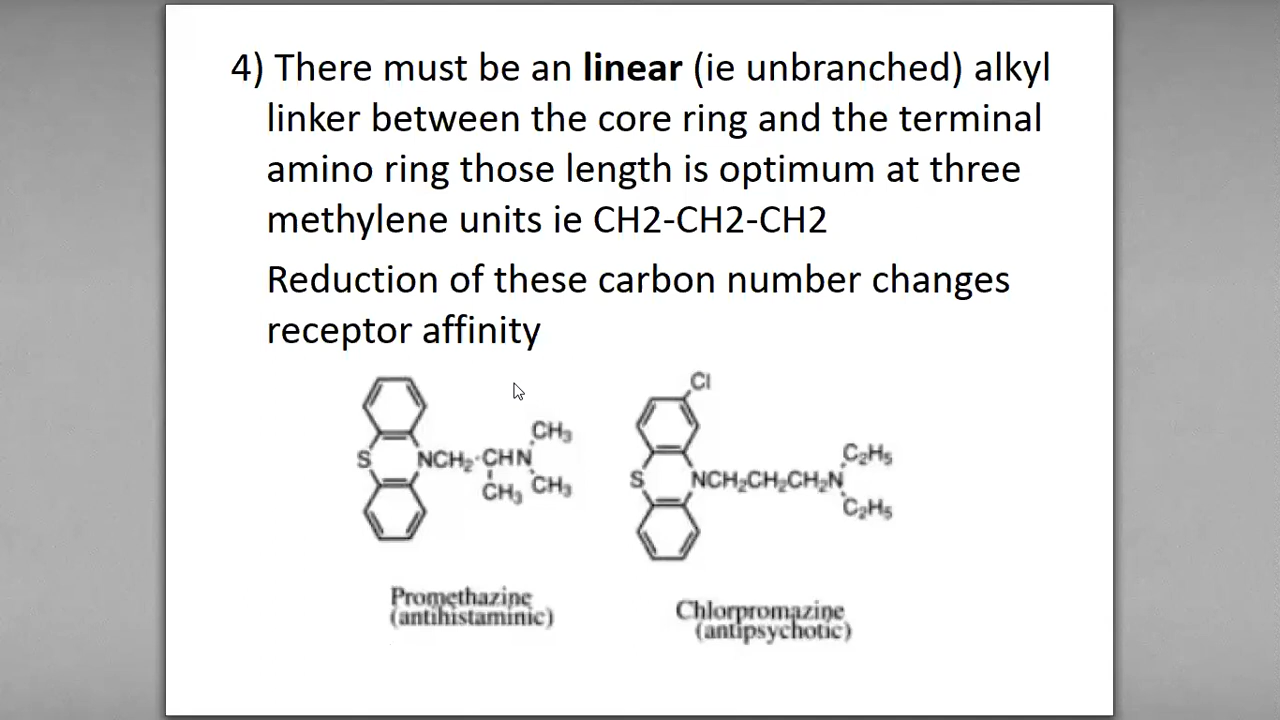 4) There must be an linear (ie unbranched) alkyl
linker between the core ring and the terminal
amino ring those length is optimum at three
methylene units ie CH2-CH2-CH2
Reduction of these carbon number changes
receptor affinity
Cl
CH₃
S NCH₂-CHN
CH₃ CH₃
C₂H₅
S NCH₂CH₂CH₂N
C₂H₅
Promethazine
(antihistaminic)
Chlorpromazine
(antipsychotic)